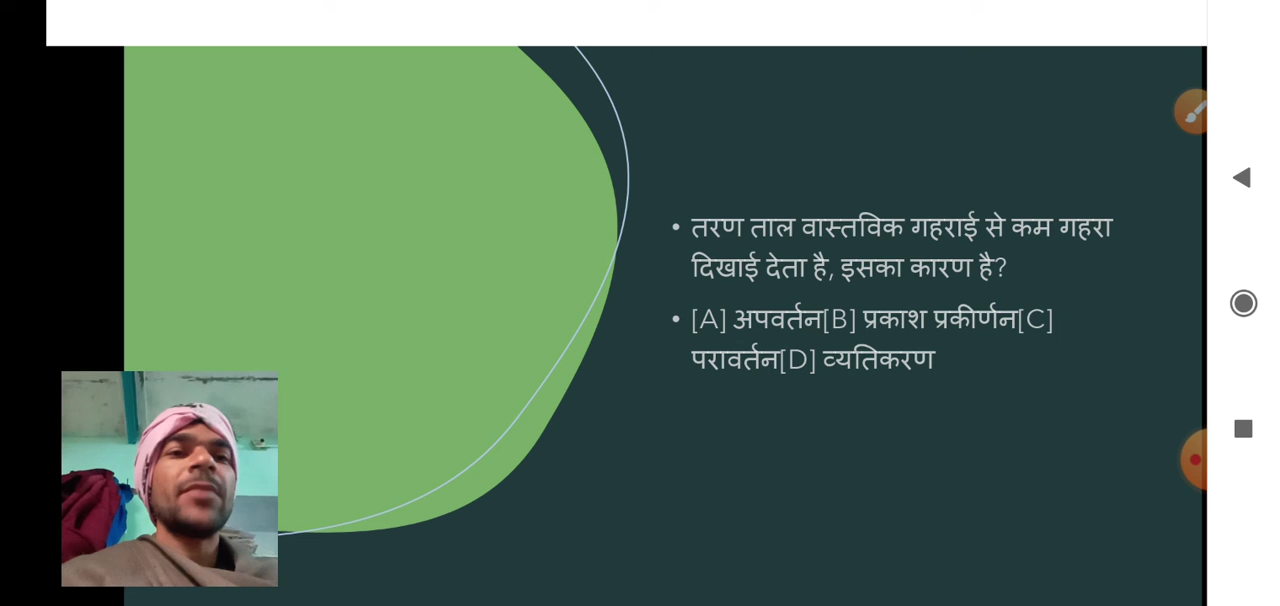 • तरण ताल वास्तविक गहराई से कम गहरा
दिखाई देता है, इसका कारण है?
• [A] अपवर्तन[B] प्रकाश प्रकीर्णन[C]
परावर्तन[D] व्यतिकरण